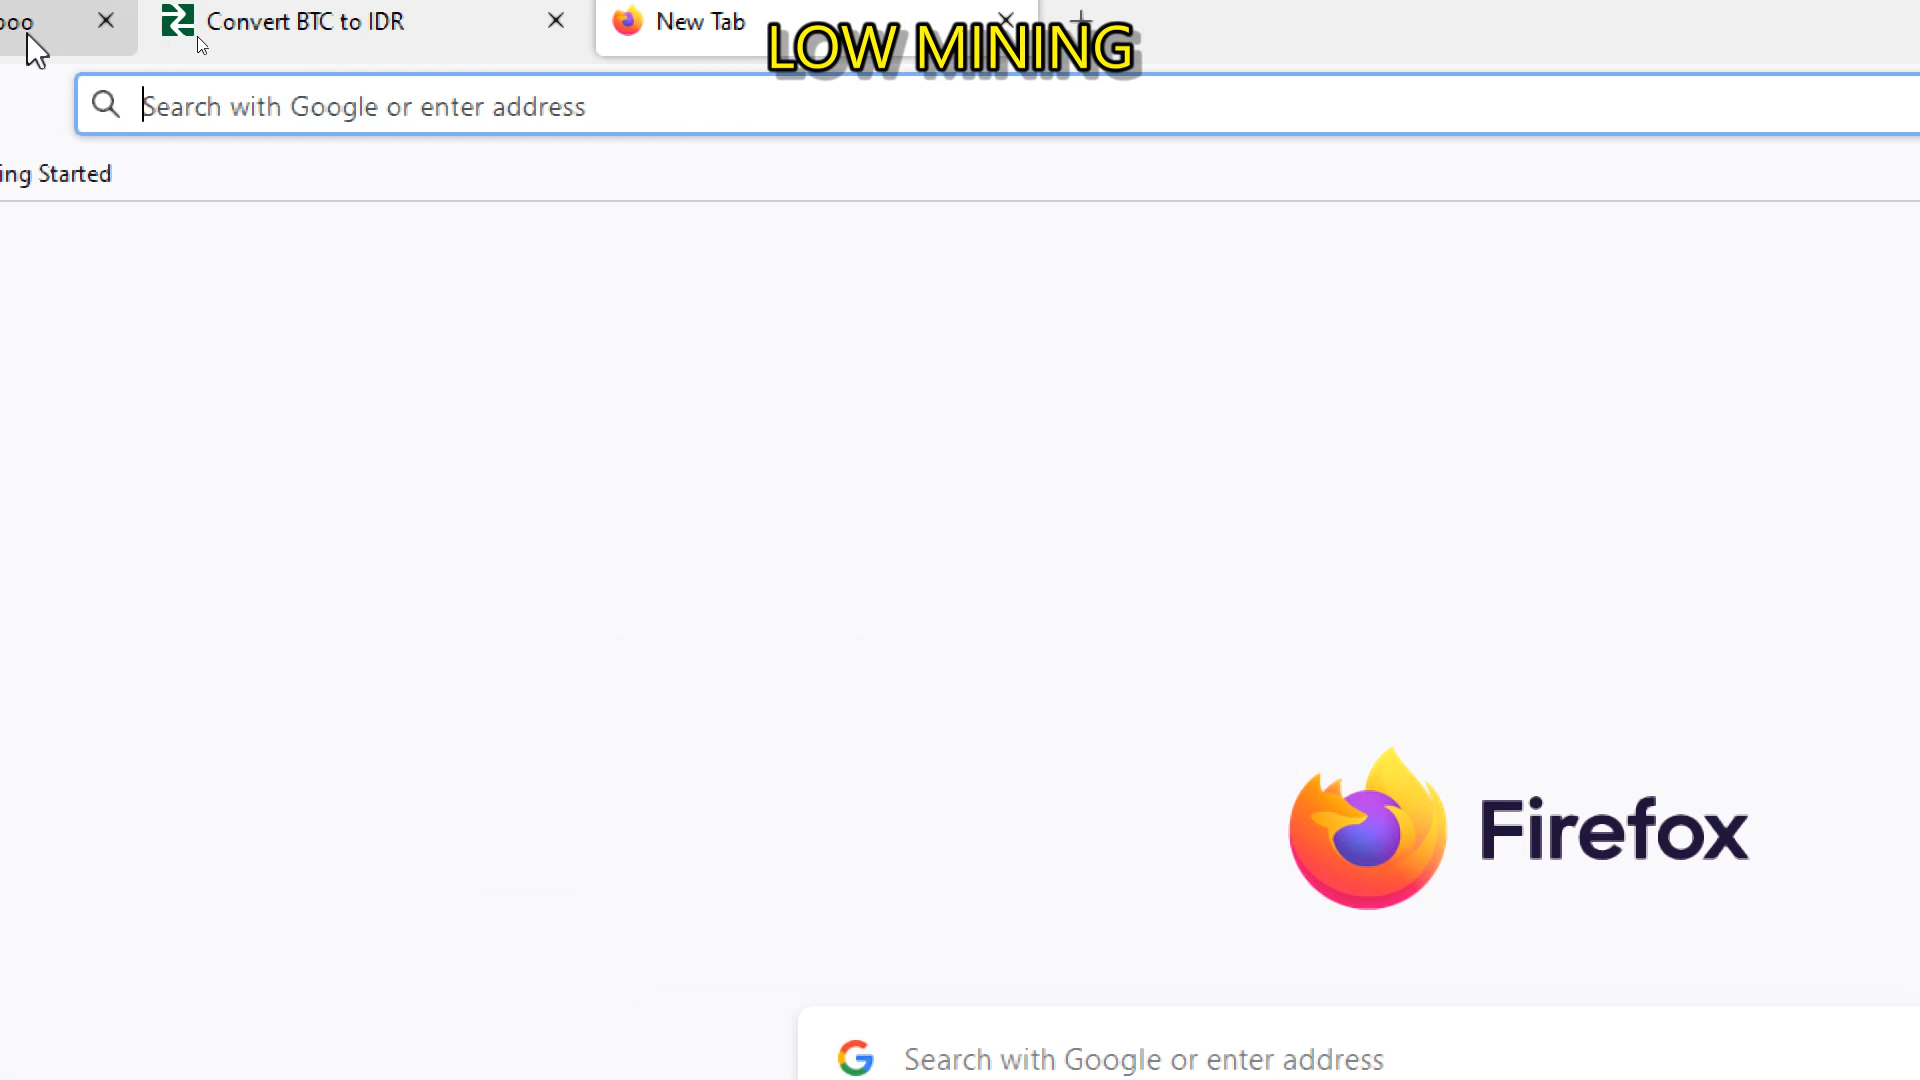 ooo
Convert BTC to IDR
New Tab
LOW MINING
Search with Google or enter address
ing Started
Firefox
Search with Google or enter address